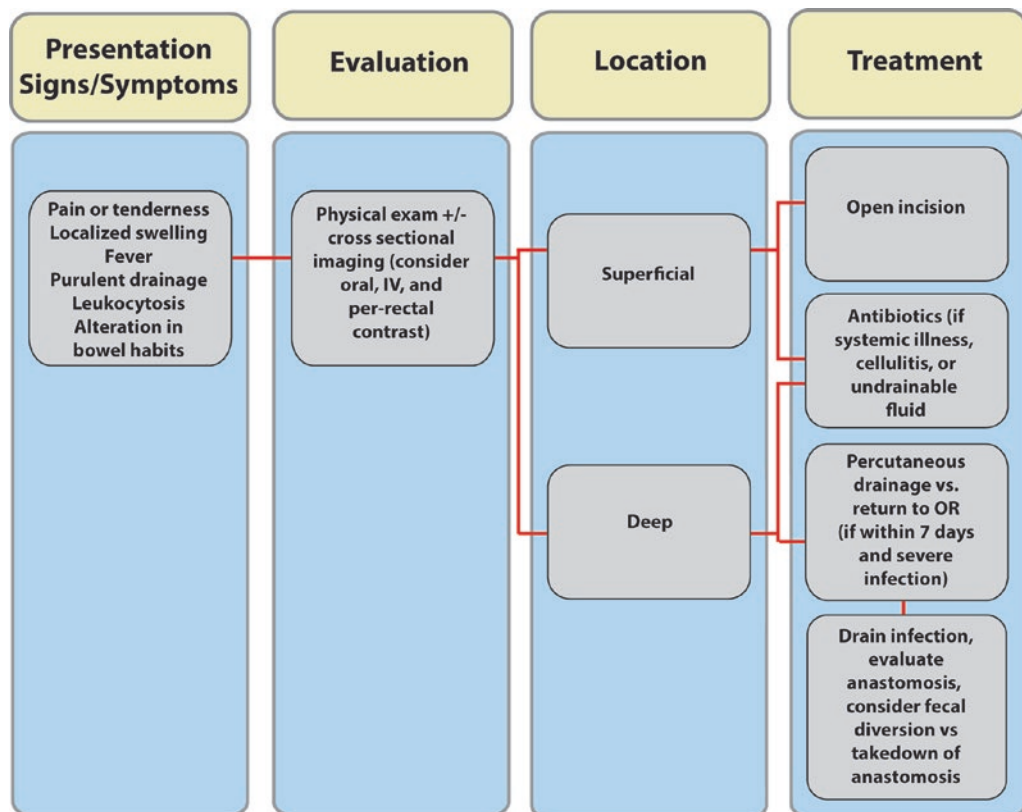 Presentation
Signs/Symptoms
Evaluation
Location
Treatment
Pain or tenderness
Localized swelling
Fever
Purulent drainage
Leukocytosis
Alteration in
bowel habits
Physical exam +/-
cross sectional
imaging (consider
oral, IV, and
per-rectal
contrast)
Superficial
Deep
Open incision
Antibiotics (if
systemic illness,
cellulitis, or
undrainable
fluid
Percutaneous
drainage vs.
return to OR
(if within 7 days
and severe
infection)
Drain infection,
evaluate
anastomosis,
consider fecal
diversion vs
takedown of
anastomosis